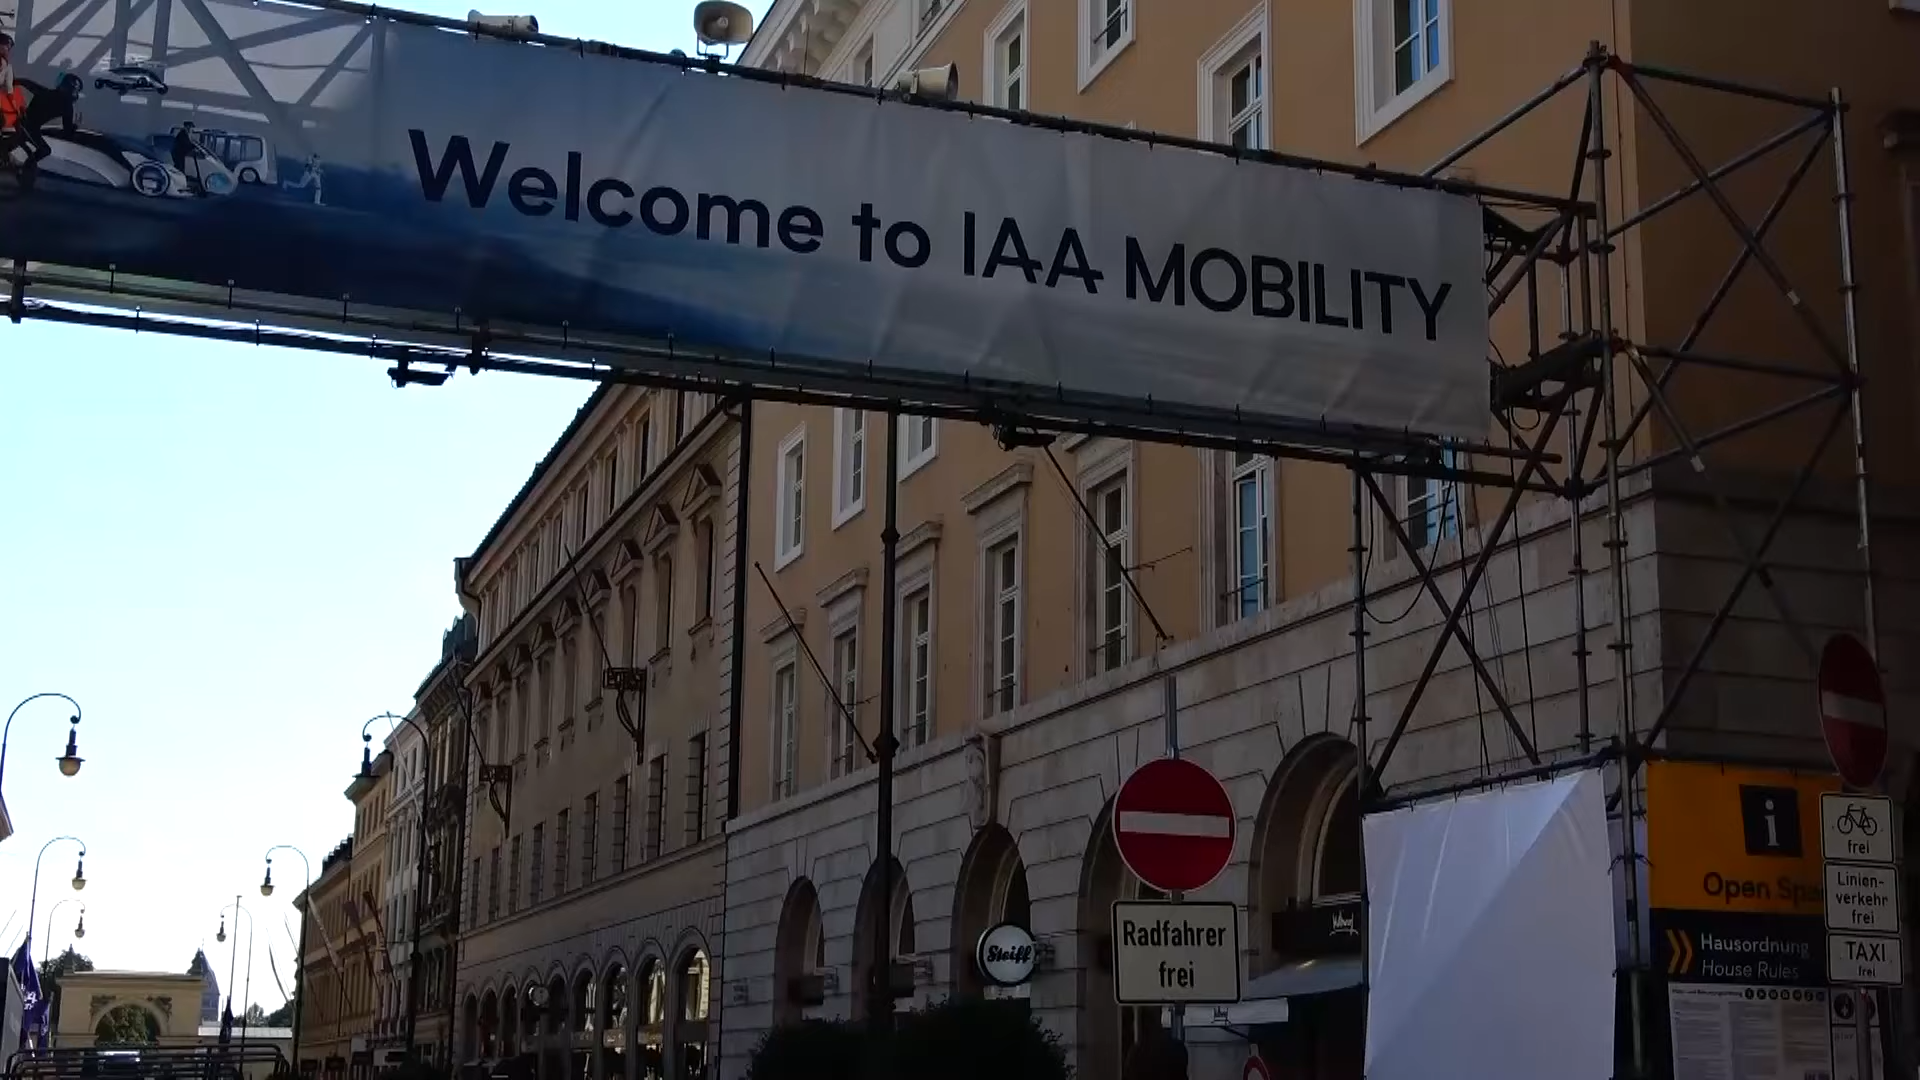 Welcome to IAA MOBILITY
Radfahrer
frei
Steiff
i
Open Spa
Hausordnung
House Rules
frei
Linien-
verkehr
frei
TAXI
frei